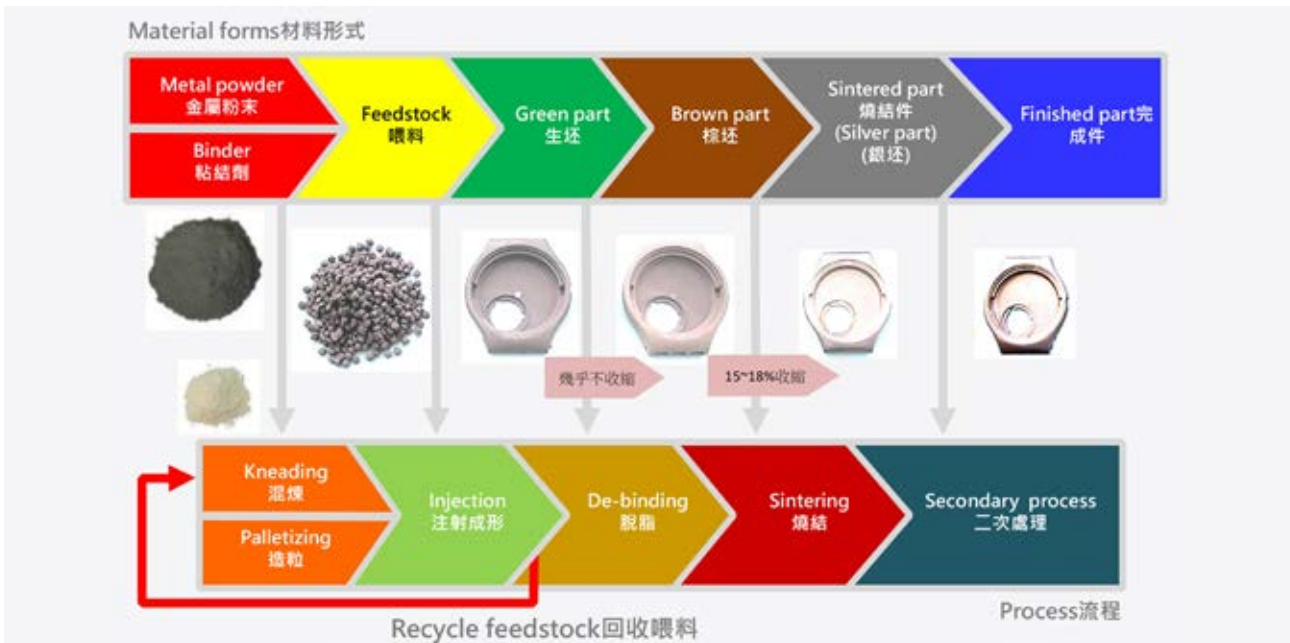 Material forms材料形式
Metal powder
金屬粉末
Binder
粘結劑
Feedstock
喂料
Green part
生坯
Brown part
棕坯
Sintered part
燒結件
(Silver part)
(銀坯)
Finished part完
成件
幾乎不收縮
15~18%收縮
Kneading
混煉
Palletizing
造粒
Injection
注射成形
De-binding
脫脂
Sintering
燒結
Secondary process
二次處理
Recycle feedstock回收喂料
Process流程